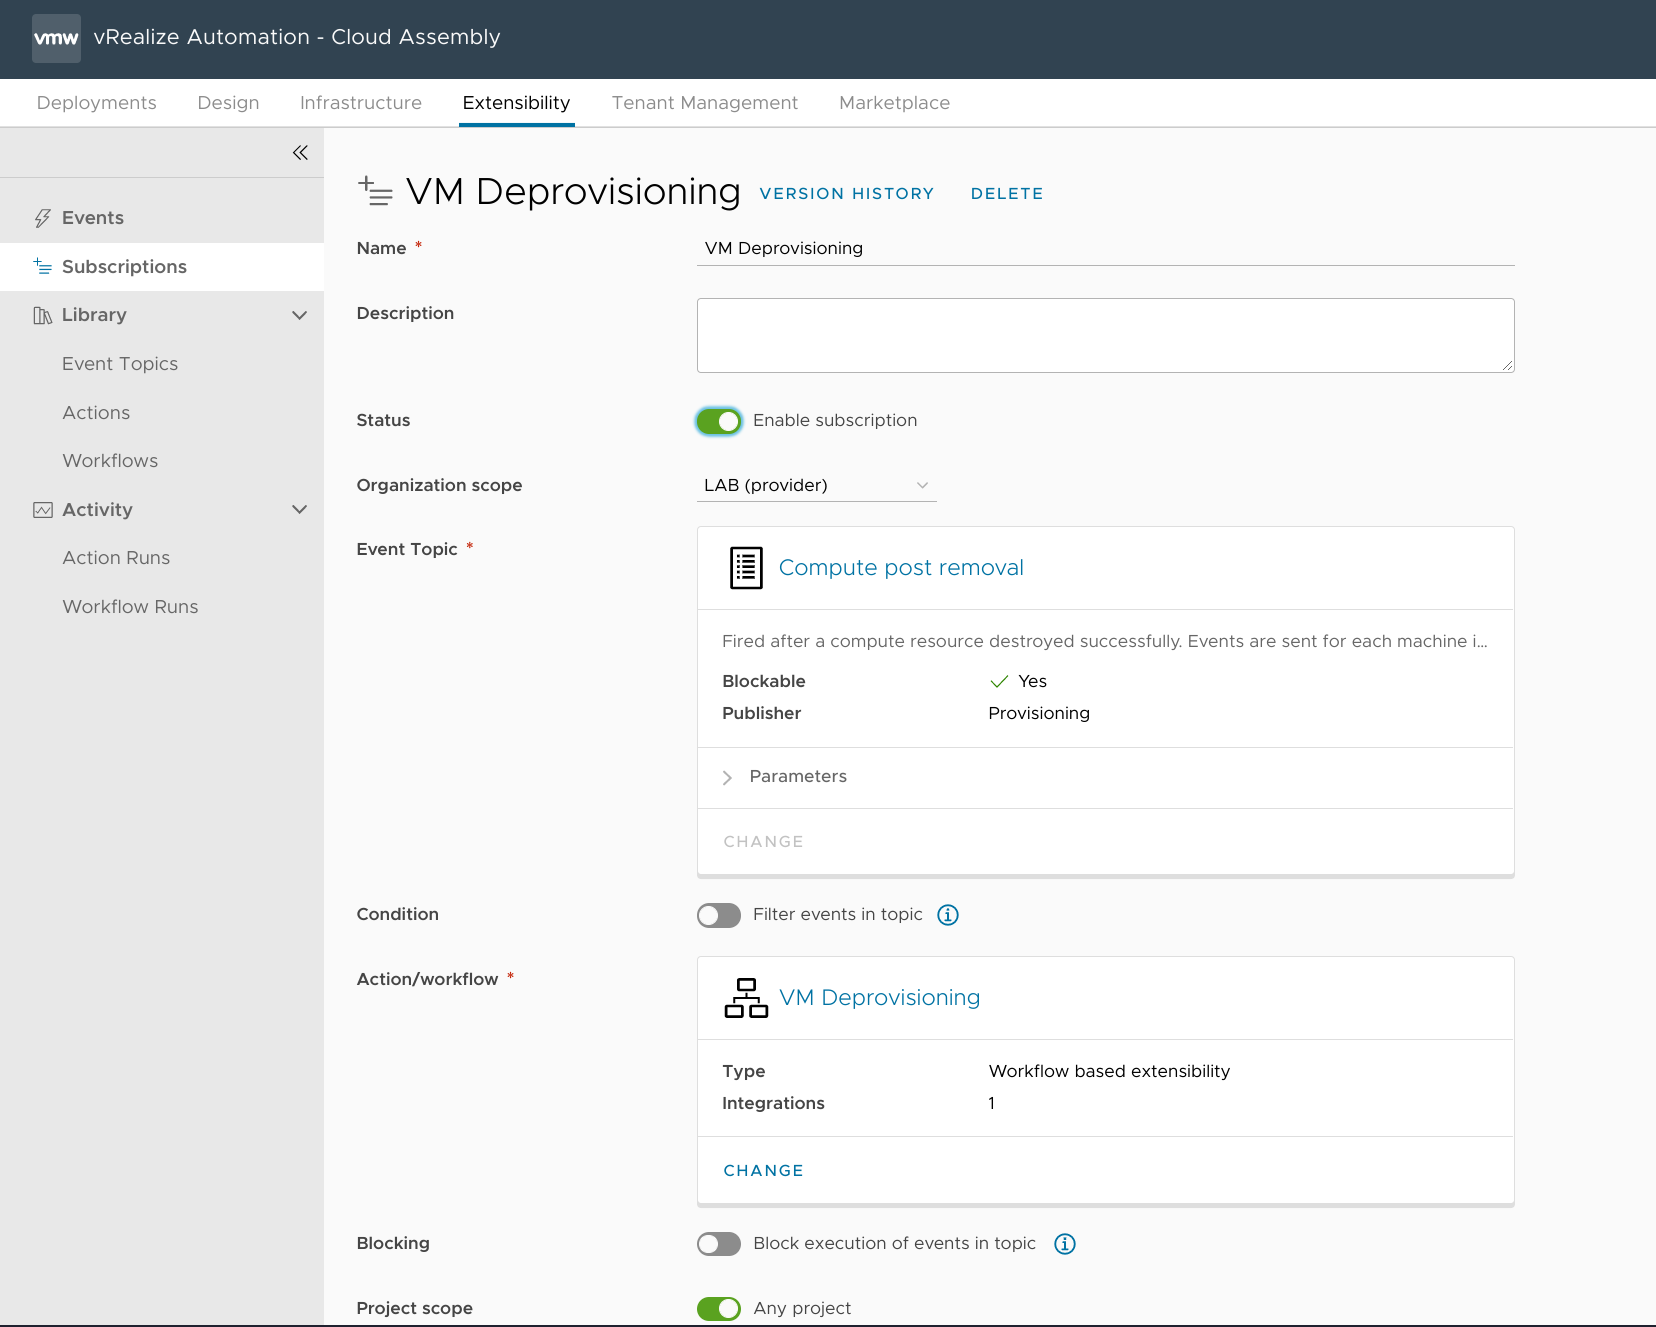 vmw vRealize Automation - Cloud Assembly
Deployments Design Infrastructure Extensibility Tenant Management Marketplace
Events
Subscriptions
Library
Event Topics
Actions
Workflows
Activity
Action Runs
Workflow Runs
VM Deprovisioning VERSION HISTORY DELETE
Name * VM Deprovisioning
Description
Status Enable subscription
Organization scope LAB (provider)
Event Topic * Compute post removal
Fired after a compute resource destroyed successfully. Events are sent for each machine i...
Blockable Yes
Publisher Provisioning
Parameters
CHANGE
Condition Filter events in topic
Action/workflow * VM Deprovisioning
Type Workflow based extensibility
Integrations 1
CHANGE
Blocking Block execution of events in topic
Project scope Any project